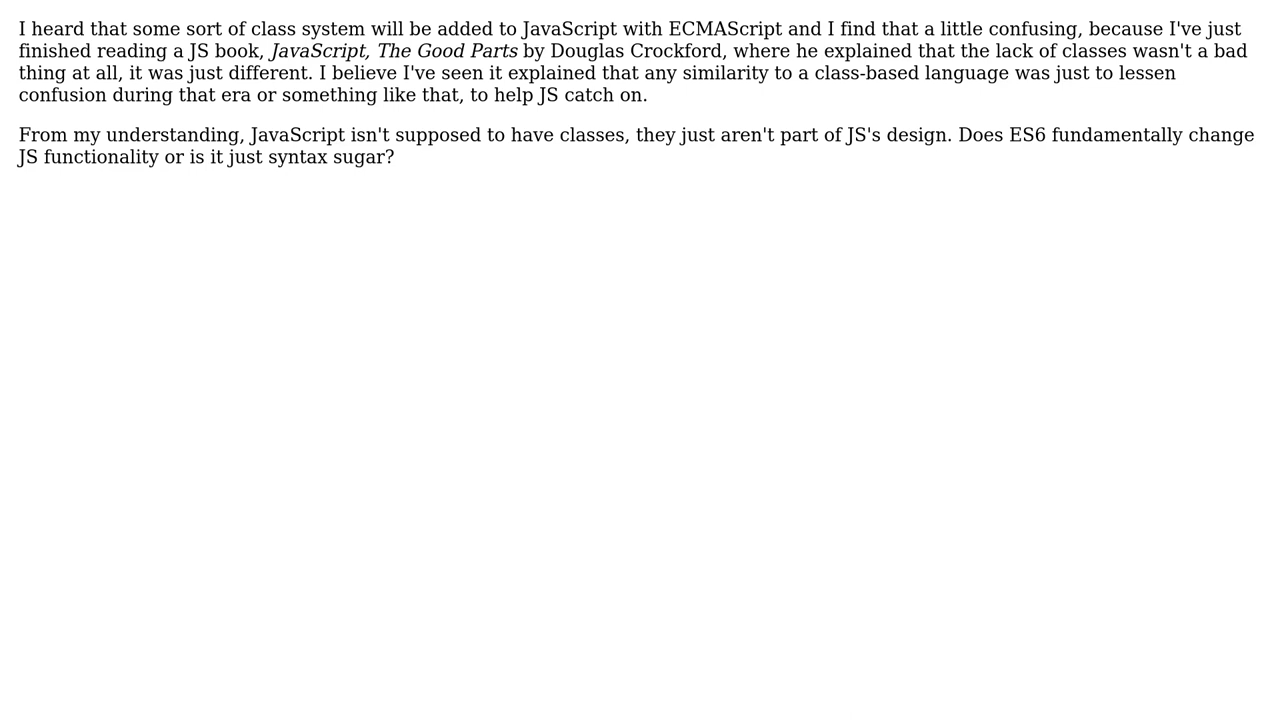 I heard that some sort of class system will be added to JavaScript with ECMAScript and I find that a little confusing, because I've just
finished reading a JS book, JavaScript, The Good Parts by Douglas Crockford, where he explained that the lack of classes wasn't a bad
thing at all, it was just different. I believe I've seen it explained that any similarity to a class-based language was just to lessen
confusion during that era or something like that, to help JS catch on.
From my understanding, JavaScript isn't supposed to have classes, they just aren't part of JS's design. Does ES6 fundamentally change
JS functionality or is it just syntax sugar?